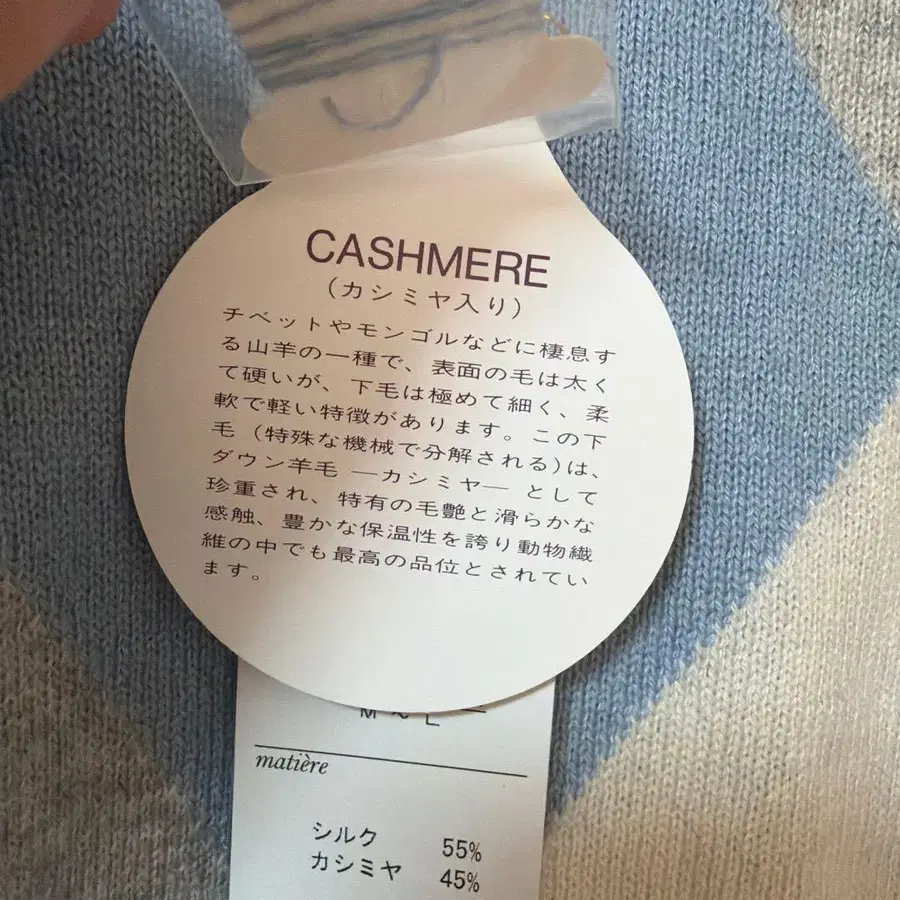 CASHMERE
(カシミヤ入り)
チベットやモンゴルなどに棲息す
る山羊の一種で、表面の毛は太く
て硬いが、下毛は極めて細く、柔
軟で軽い特徴があります。この下
毛(特殊な機械で分解される)は、
ダウン羊毛 ―カシミヤ― として
珍重され、特有の毛艶と滑らかな
感触、豊かな保温性を誇り動物繊
維の中でも最高の品位とされてい
ます。
M~L
matière
シルク 55%
カシミヤ 45%